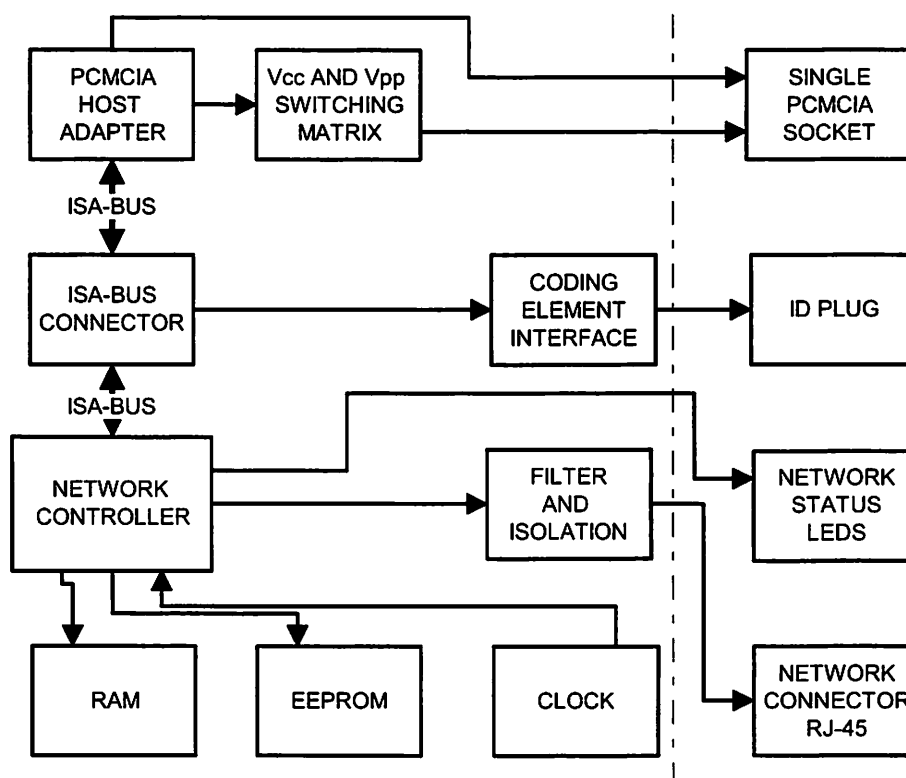 PCMCIA
HOST
ADAPTER
Vcc AND Vpp
SWITCHING
MATRIX
SINGLE
PCMCIA
SOCKET
ISA-BUS
ISA-BUS
CONNECTOR
CODING
ELEMENT
INTERFACE
ID PLUG
ISA-BUS
NETWORK
CONTROLLER
FILTER
AND
ISOLATION
NETWORK
STATUS
LEDS
RAM
EEPROM
CLOCK
NETWORK
CONNECTOR
RJ-45